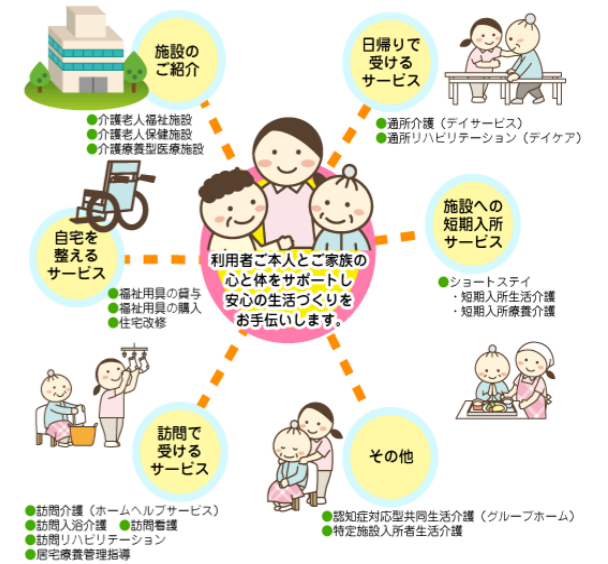 施設の
ご紹介
●介護老人福祉施設
●介護老人保健施設
●介護療養型医療施設
日帰りで
受ける
サービス
●通所介護（デイサービス）
●通所リハビリテーション（デイケア）
自宅を
整える
サービス
●福祉用具の貸与
●福祉用具の購入
●住宅改修
利用者ご本人とご家族の
心と体をサポートし
安心の生活づくりを
お手伝いします。
施設への
短期入所
サービス
●ショートステイ
・短期入所生活介護
・短期入所療養介護
訪問で
受ける
サービス
●訪問介護（ホームヘルプサービス）
●訪問入浴介護　●訪問看護
●訪問リハビリテーション
●居宅療養管理指導
その他
●認知症対応型共同生活介護（グループホーム）
●特定施設入所者生活介護